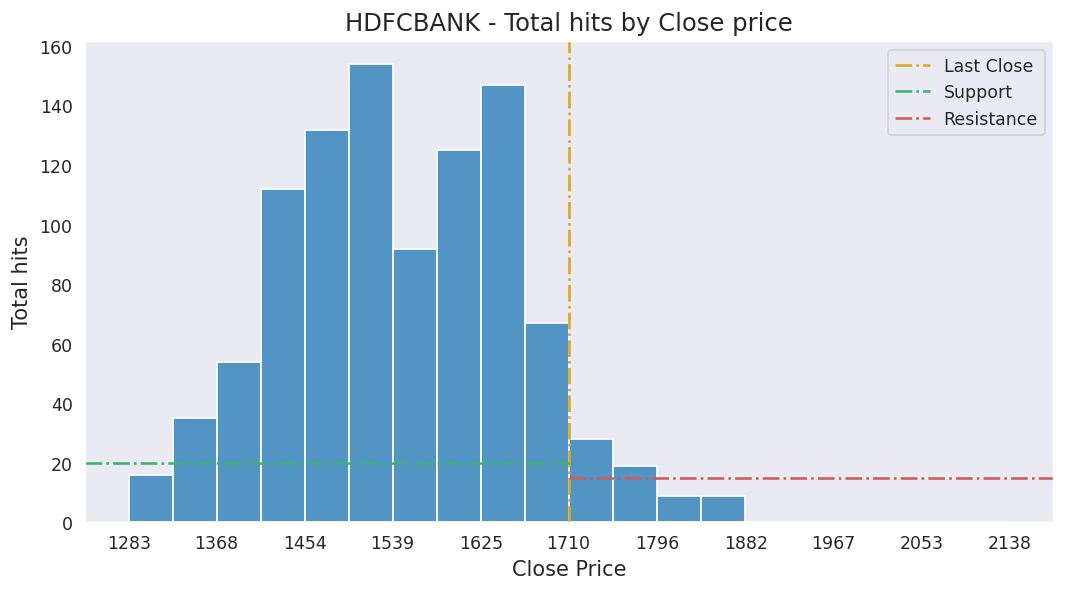 HDFCBANK - Total hits by Close price
Last Close
Support
Resistance
Total hits
160
140
120
100
80
60
40
20
0
1283 1368 1454 1539 1625 1710 1796 1882 1967 2053 2138
Close Price